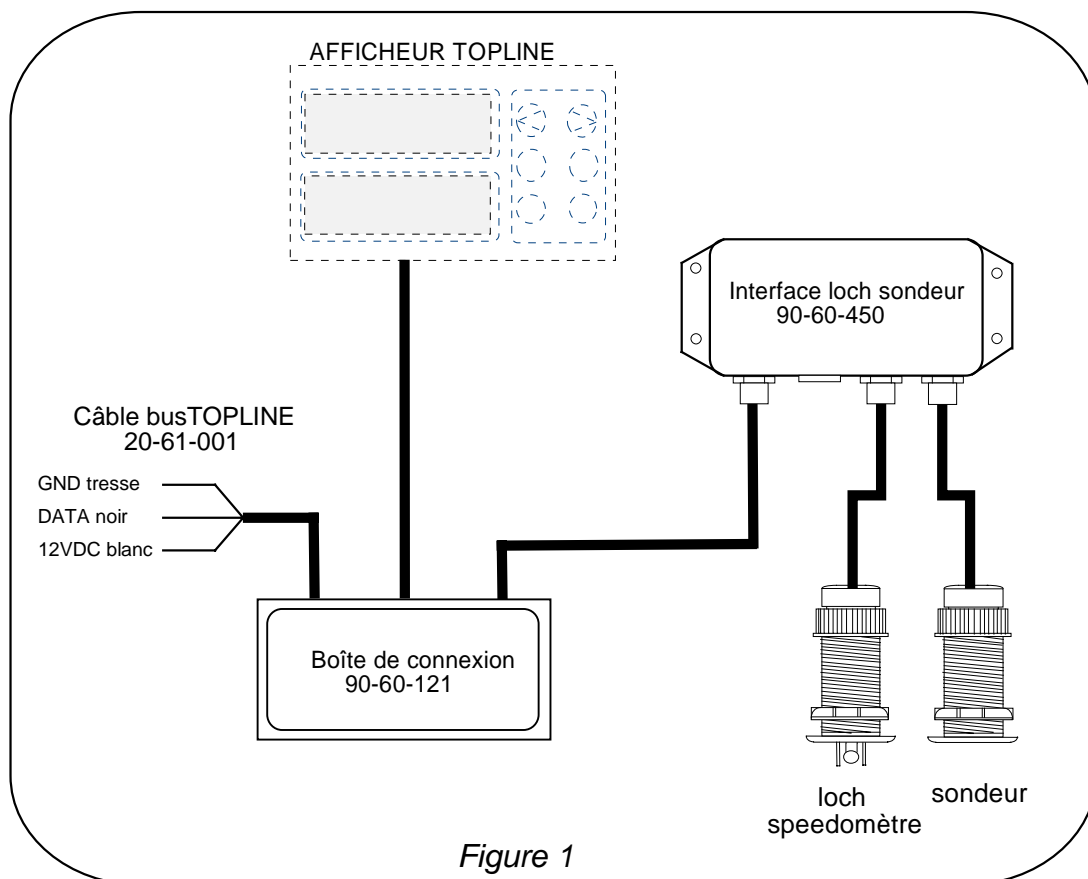 AFFICHEUR TOPLINE
Interface loch sondeur
90-60-450
Câble busTOPLINE
20-61-001
GND tresse
DATA noir
12VDC blanc
Boîte de connexion
90-60-121
loch
speedomètre
sondeur
Figure 1